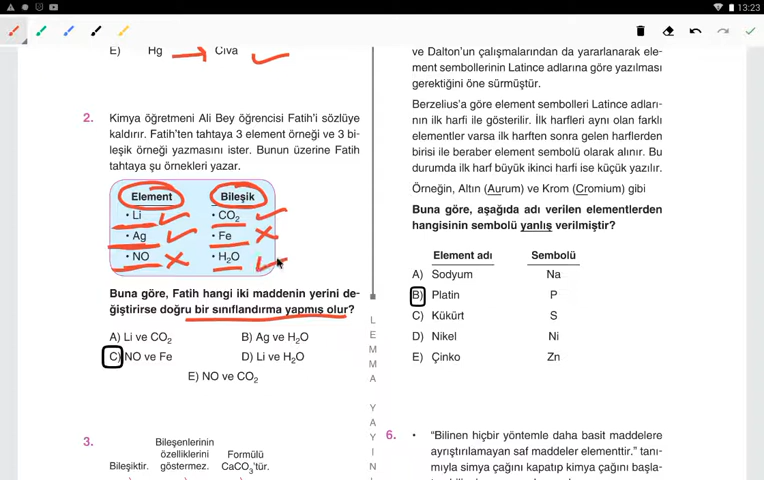 13:23
E) Hg Civa
2. Kimya öğretmeni Ali Bey öğrencisi Fatih'i sözlüye
kaldırır. Fatih'ten tahtaya 3 element örneği ve 3 bi-
leşik örneği yazmasını ister. Bunun üzerine Fatih
tahtaya şu örnekleri yazar.
Element Bileşik
• Li • CO₂
• Ag • Fe
• NO • H₂O
Buna göre, Fatih hangi iki maddenin yerini de-
ğiştirirse doğru bir sınıflandırma yapmış olur?
A) Li ve CO₂ B) Ag ve H₂O
C) NO ve Fe D) Li ve H₂O
E) NO ve CO₂
3.
Bileşiktir.
Bileşenlerinin
özelliklerini
göstermez.
Formülü
CaCO₃'tür.
LEMMA YAYINL
ve Dalton'un çalışmalarından da yararlanarak ele-
ment sembollerinin Latince adlarına göre yazılması
gerektiğini öne sürmüştür.
Berzelius'a göre element sembolleri Latince adları-
nın ilk harfi ile gösterilir. İlk harfleri aynı olan farklı
elementler varsa ilk harften sonra gelen harflerden
birisi ile beraber element sembolü olarak alınır. Bu
durumda ilk harf büyük ikinci harfi ise küçük yazılır.
Örneğin, Altın (Aurum) ve Krom (Cromium) gibi
Buna göre, aşağıda adı verilen elementlerden
hangisinin sembolü yanlış verilmiştir?
Element adı Sembolü
A) Sodyum Na
B) Platin P
C) Kükürt S
D) Nikel Ni
E) Çinko Zn
6. • "Bilinen hiçbir yöntemle daha basit maddelere
ayrıştırılamayan saf maddeler elementtir." tanı-
mıyla simya çağını kapatıp kimya çağını başla-